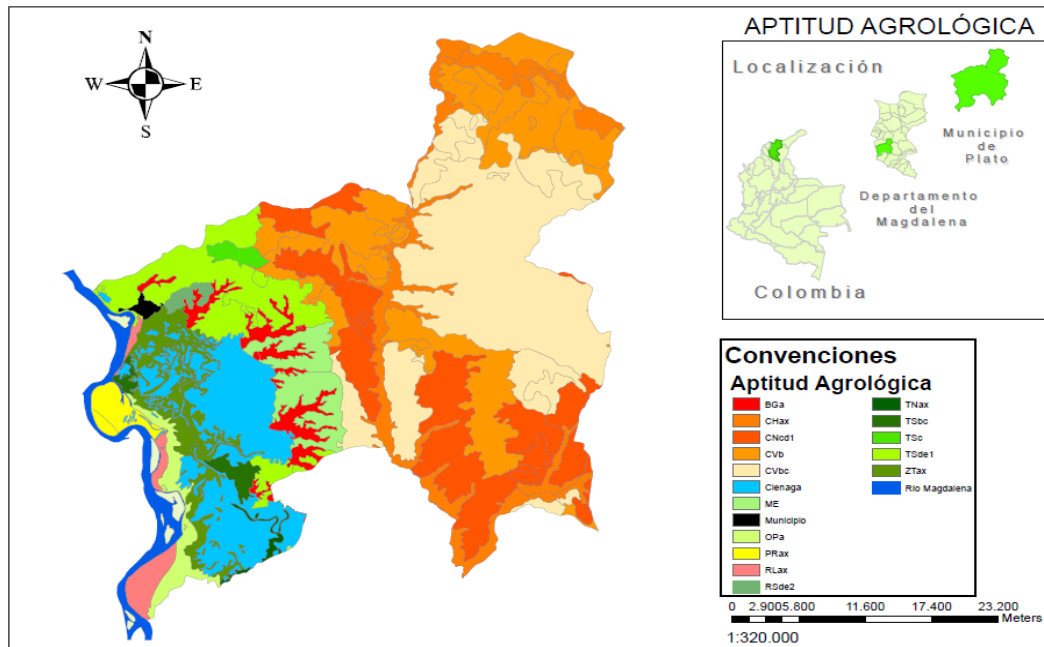 N
W E
S
APTITUD AGROLÓGICA
Localización
Municipio
de
Plato
Departamento
del
Magdalena
Colombia
Convenciones
Aptitud Agrológica
BGa
CHax
CNcd1
CVb
CVbc
Cienaga
ME
Municipio
OPa
PRax
RLax
RSde2
TNax
TSbc
TSc
TSde1
ZTax
Río Magdalena
0 2.9005.800 11.600 17.400 23.200
Meters
1:320.000